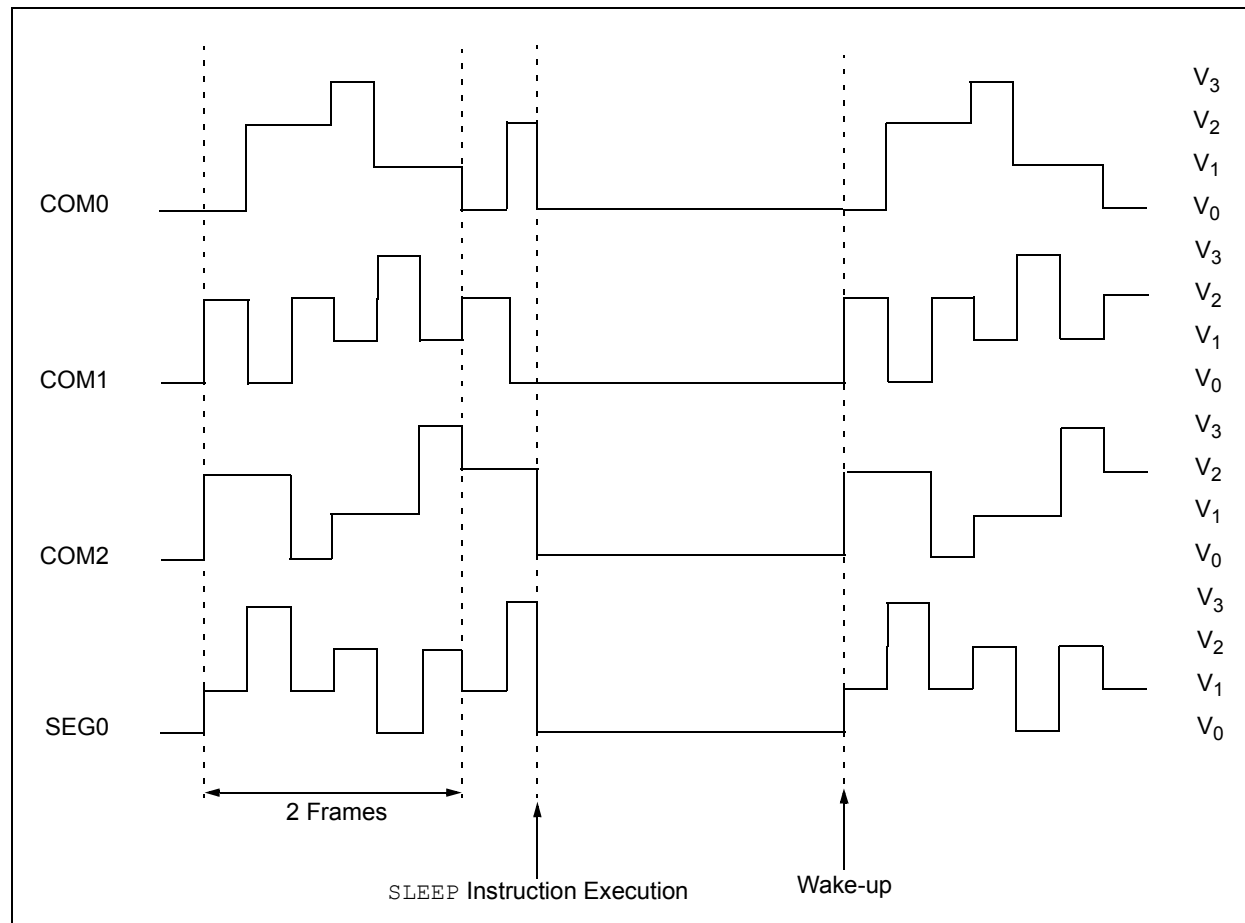 V3
V2
V1
COM0 V0
V3
V2
V1
COM1 V0
V3
V2
V1
COM2 V0
V3
V2
V1
SEG0 V0
2 Frames
SLEEP Instruction Execution
Wake-up